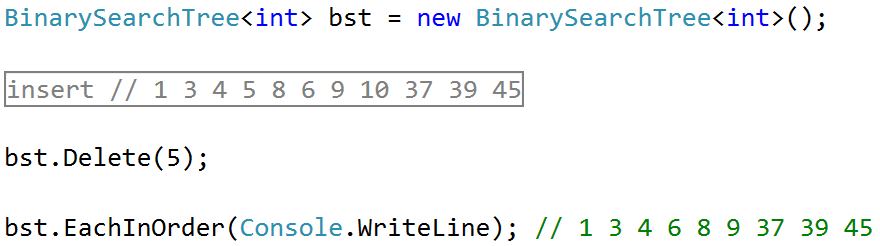 BinarySearchTree<int> bst = new BinarySearchTree<int>();
insert // 1 3 4 5 8 6 9 10 37 39 45
bst.Delete(5);
bst.EachInOrder(Console.WriteLine); // 1 3 4 6 8 9 37 39 45